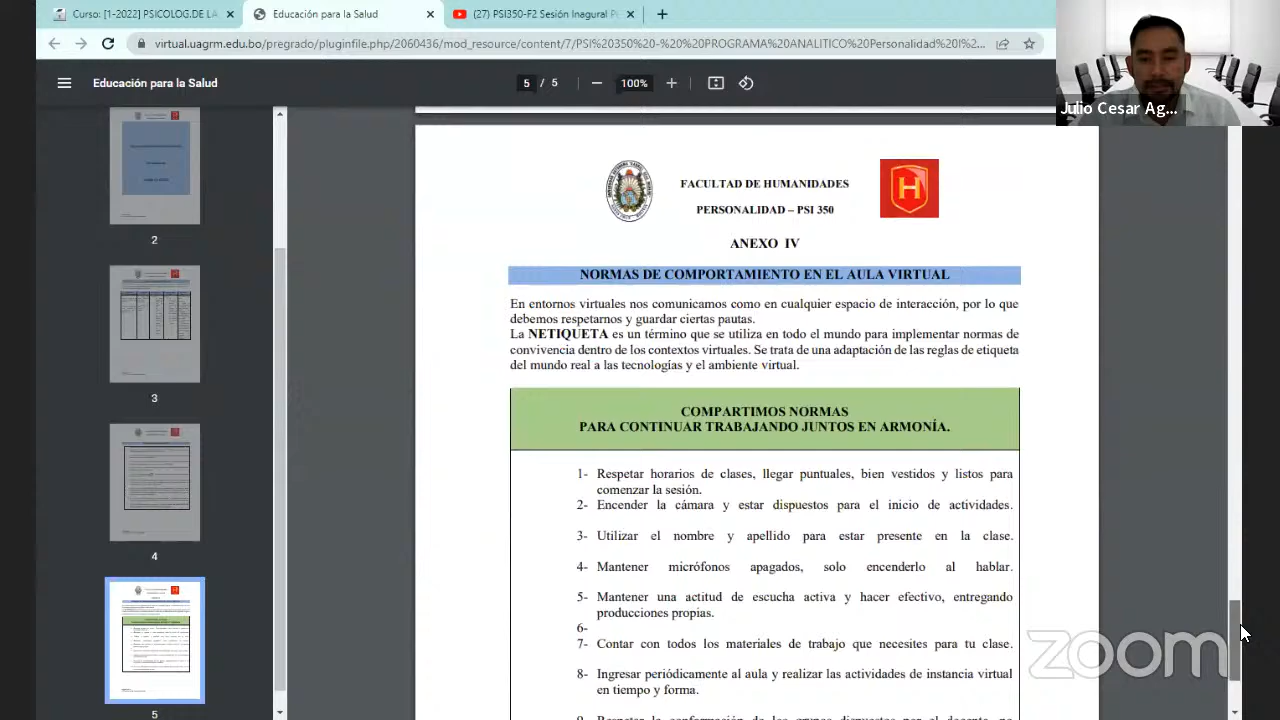 Curso: [1-2022] PSICOLOG.DE LA
Educación para la Salud
(27) PSI350-F2 Sesión Inagural P
virtual.uagrm.edu.bo/pregrado/pluginfile.php/2060436/mod_resource/content/7/PSI%20350%20-%20%20PROGRAMA%20ANALITICO%20Personalidad%20I%2...
Educación para la Salud
5 / 5
100%
Julio Cesar Ag...
2
3
4
5
FACULTAD DE HUMANIDADES
PERSONALIDAD – PSI 350
H
ANEXO IV
NORMAS DE COMPORTAMIENTO EN EL AULA VIRTUAL
En entornos virtuales nos comunicamos como en cualquier espacio de interacción, por lo que
debemos respetarnos y guardar ciertas pautas.
La NETIQUETA es un término que se utiliza en todo el mundo para implementar normas de
convivencia dentro de los contextos virtuales. Se trata de una adaptación de las reglas de etiqueta
del mundo real a las tecnologías y el ambiente virtual.
COMPARTIMOS NORMAS
PARA CONTINUAR TRABAJANDO JUNTOS EN ARMONÍA.
1- Respetar horarios de clases, llegar puntuales, bien vestidos y listos para
comenzar la sesión.
2- Encender la cámara y estar dispuestos para el inicio de actividades.
3- Utilizar el nombre y apellido para estar presente en la clase.
4- Mantener micrófonos apagados, solo encenderlo al hablar.
5- Mantener una actitud de escucha activa y hacer efectivo, entregando
producciones propias.
6-
7- Contar con todos los materiales de trabajo que necesites para tu clase.
8- Ingresar periódicamente al aula y realizar las actividades de instancia virtual
en tiempo y forma.
zoom